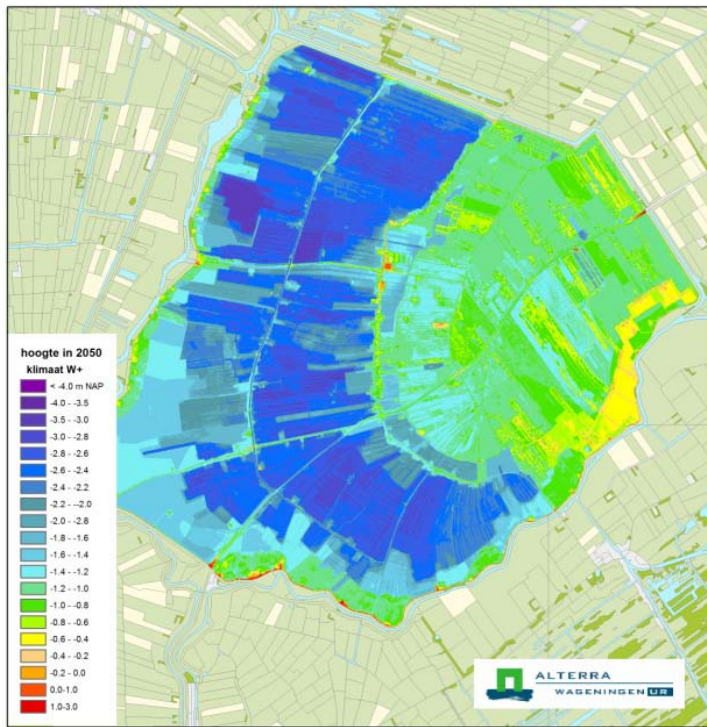 hoogte in 2050
klimaat W+
< -4.0 m NAP
-4.0 - -3.5
-3.5 - -3.0
-3.0 - -2.8
-2.8 - -2.6
-2.6 - -2.4
-2.4 - -2.2
-2.2 - -2.0
-2.0 - -2.8
-1.8 - -1.6
-1.6 - -1.4
-1.4 - -1.2
-1.2 - -1.0
-1.0 - -0.8
-0.8 - -0.6
-0.6 - -0.4
-0.4 - -0.2
-0.2 - 0.0
0.0-1.0
1.0-3.0
ALTERRA
WAGENINGEN UR